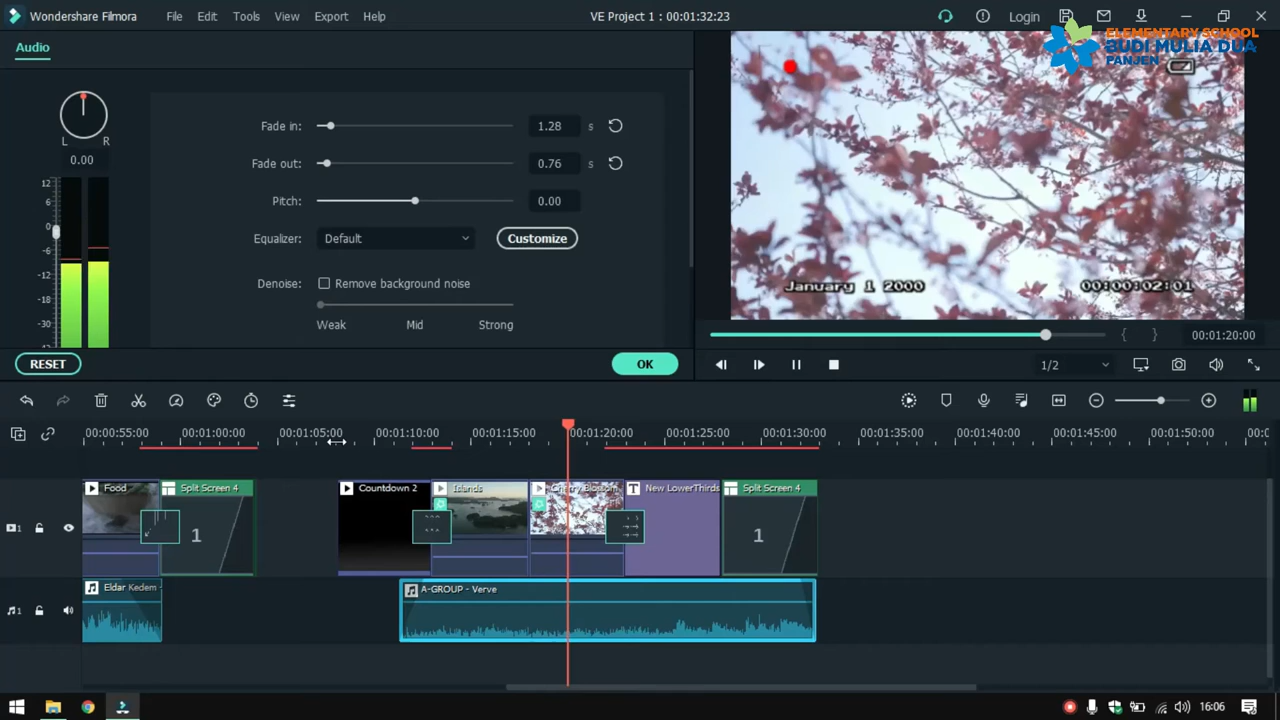 Wondershare Filmora File Edit Tools View Export Help VE Project 1 : 00:01:32:23 Login
ELEMENTARY SCHOOL
BUDI MULIA DUA
PANJEN
Audio
L R
0.00
12
6
0
-6
-12
-18
-30
Fade in: 1.28 s
Fade out: 0.76 s
Pitch: 0.00
Equalizer: Default Customize
Denoise: Remove background noise
Weak Mid Strong
RESET OK
January 1 2000 00:00:02:01
{ } 00:01:20:00
1/2
00:00:55:00 00:01:00:00 00:01:05:00 00:01:10:00 00:01:15:00 00:01:20:00 00:01:25:00 00:01:30:00 00:01:35:00 00:01:40:00 00:01:45:00 00:01:50:00
Food Split Screen 4 Countdown 2 Islands Cherry Blossom New LowerThirds Split Screen 4
1 1
1
Eldar Kedem - A-GROUP - Verve
1
16:06